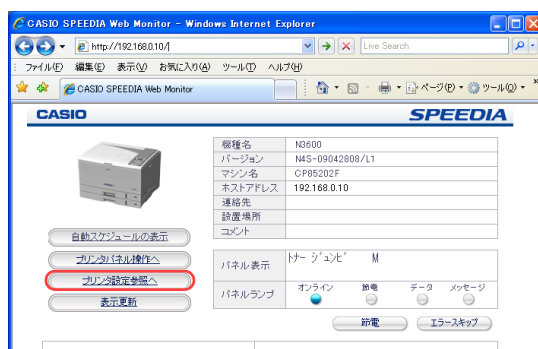 CASIO SPEEDIA Web Monitor - Windows Internet Explorer
http://192.168.0.10/
Live Search
ファイル(F) 編集(E) 表示(V) お気に入り(A) ツール(T) ヘルプ(H)
CASIO SPEEDIA Web Monitor
ページ(P) ツール(O)
CASIO
SPEEDIA
機種名 N3600
バージョン N4S-09042808/L1
マシン名 CP85202F
ホストアドレス 192.168.0.10
連絡先
設置場所
コメント
自動スケジュールの表示
プリンタパネル操作へ
プリンタ設定参照へ
表示更新
パネル表示 トナー ジュンビ M
パネルランプ オンライン 節電 データ メッセージ
節電 エラースキップ